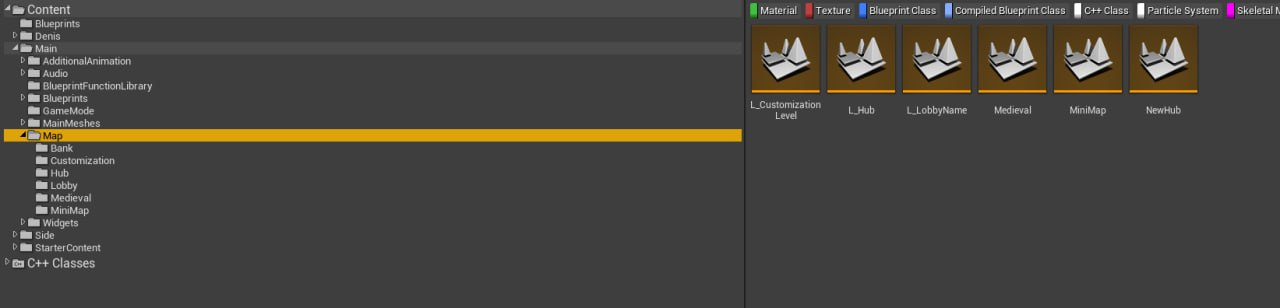 Content
Blueprints
Denis
Main
AdditionalAnimation
Audio
BlueprintFunctionLibrary
Blueprints
GameMode
MainMeshes
Map
Bank
Customization
Hub
Lobby
Medieval
MiniMap
Widgets
Side
StarterContent
C++ Classes
Material Texture Blueprint Class Compiled Blueprint Class C++ Class Particle System Skeletal M
L_Customization
Level
L_Hub
L_LobbyName
Medieval
MiniMap
NewHub